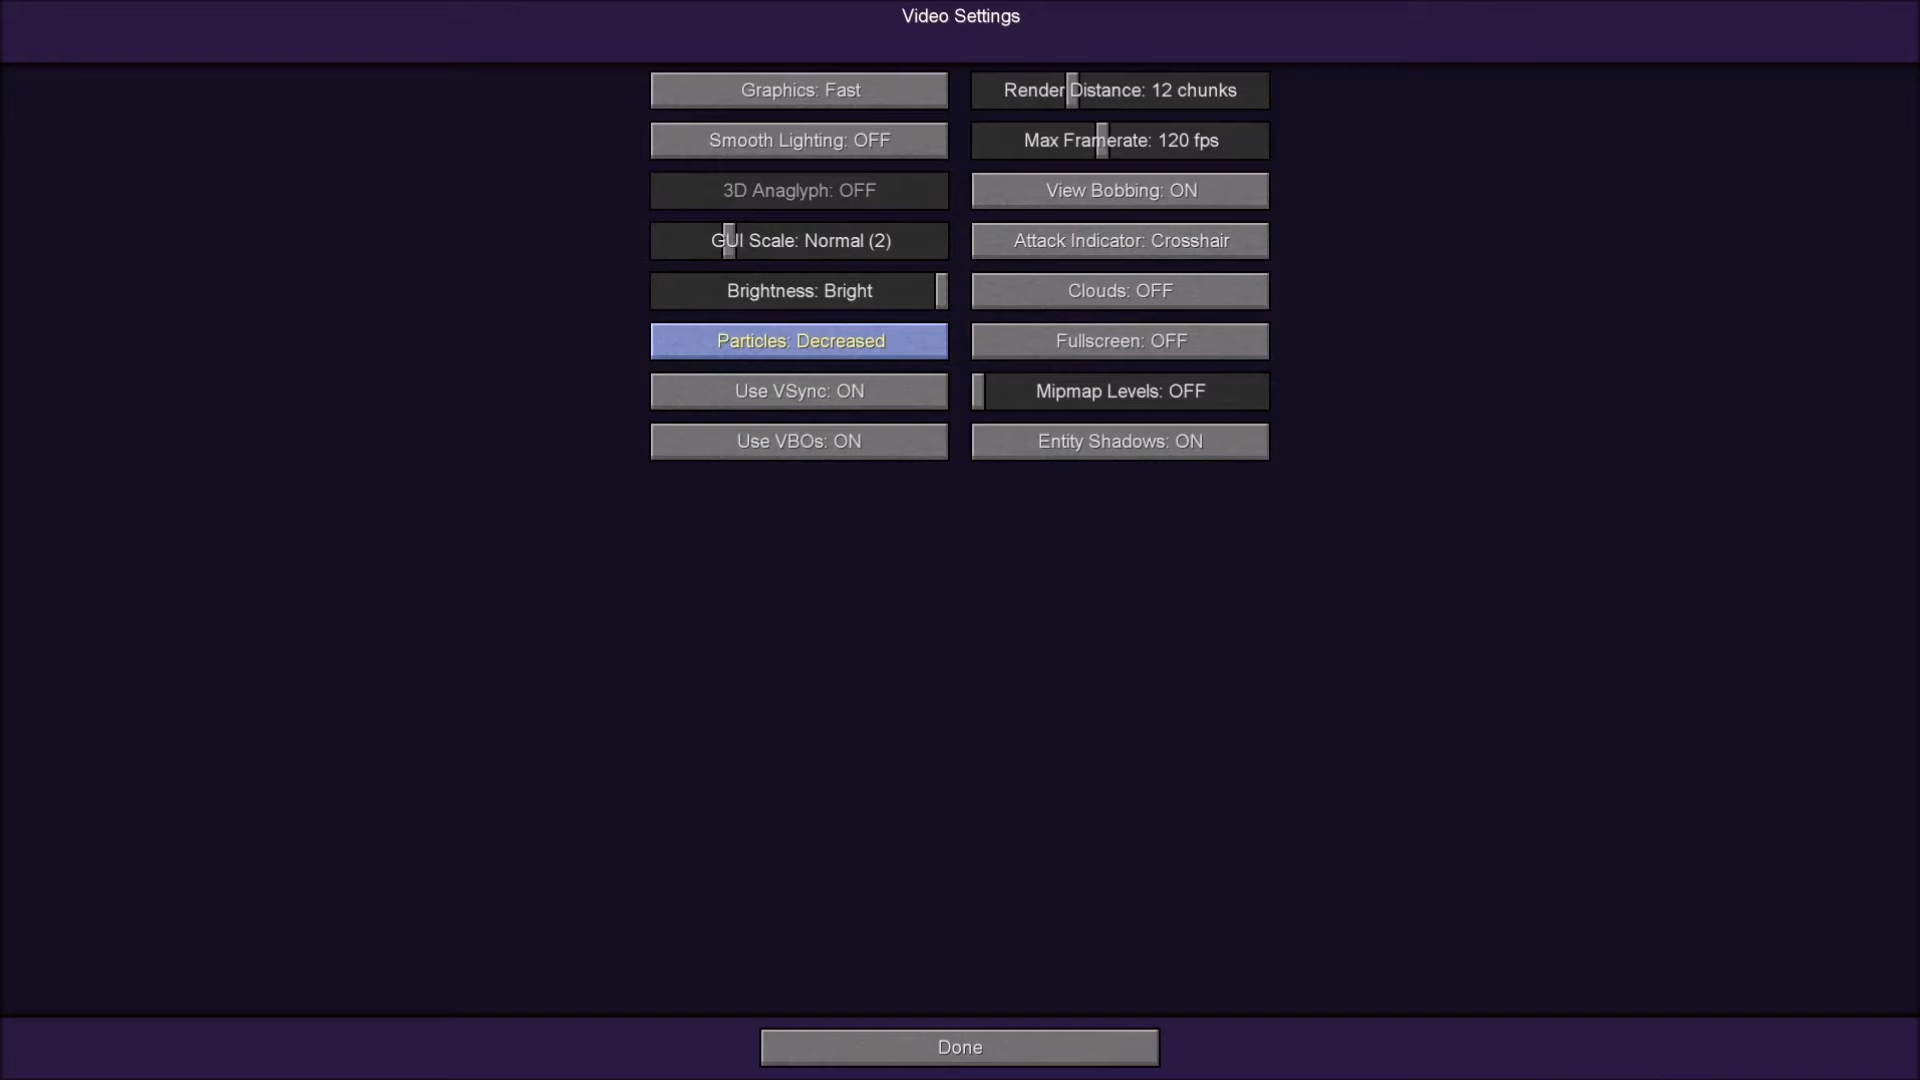 Video Settings
Graphics: Fast
Render Distance: 12 chunks
Smooth Lighting: OFF
Max Framerate: 120 fps
3D Anaglyph: OFF
View Bobbing: ON
GUI Scale: Normal (2)
Attack Indicator: Crosshair
Brightness: Bright
Clouds: OFF
Particles: Decreased
Fullscreen: OFF
Use VSync: ON
Mipmap Levels: OFF
Use VBOs: ON
Entity Shadows: ON
Done